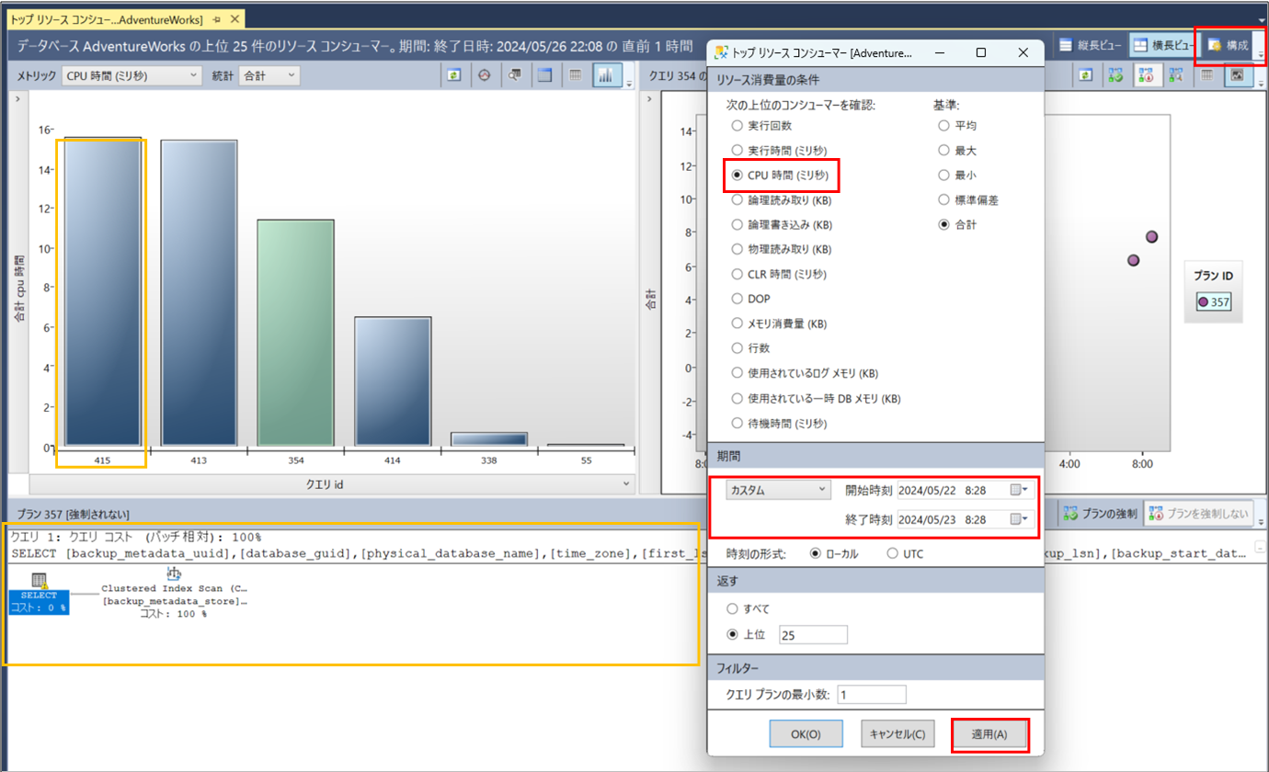 トップ リソース コンシュー...AdventureWorks]
データベース AdventureWorks の上位 25 件のリソース コンシューマー。期間: 終了日時: 2024/05/26 22:08 の 直前 1 時間
縦長ビュー
横長ビュー
構成
メトリック
CPU 時間 (ミリ秒)
統計
合計
クエリ 354 の
16
14
12
10
8
6
4
2
0
合計 cpu 時間
415
413
354
414
338
55
クエリ id
14
12
10
8
6
4
2
0
-2
-4
合計
4:00
8:00
プラン ID
357
トップ リソース コンシューマー [Adventure...
リソース消費量の条件
次の上位のコンシューマーを確認:
基準:
実行回数
平均
実行時間 (ミリ秒)
最大
CPU 時間 (ミリ秒)
最小
論理読み取り (KB)
標準偏差
論理書き込み (KB)
合計
物理読み取り (KB)
CLR 時間 (ミリ秒)
DOP
メモリ消費量 (KB)
行数
使用されているログ メモリ (KB)
使用されている一時 DB メモリ (KB)
待機時間 (ミリ秒)
期間
カスタム
開始時刻
2024/05/22 8:28
終了時刻
2024/05/23 8:28
時刻の形式:
ローカル
UTC
返す
すべて
上位
25
フィルター
クエリ プランの最小数:
1
OK(O)
キャンセル(C)
適用(A)
プラン 357 [強制されない]
プランの強制
プランを強制しない
クエリ 1: クエリ コスト (バッチ相対): 100%
SELECT [backup_metadata_uuid],[database_guid],[physical_database_name],[time_zone],[first_ls
up_lsn],[backup_start_dat...
SELECT
コスト: 0 %
Clustered Index Scan (C...
[backup_metadata_store]...
コスト: 100 %